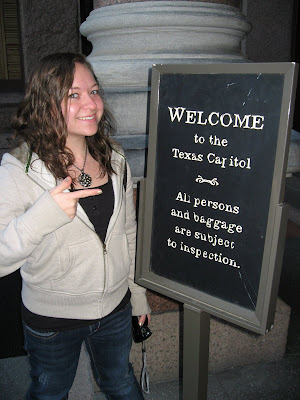 WELCOME
to the
Texas Capitol
All persons
and baggage
are subject
to inspection.